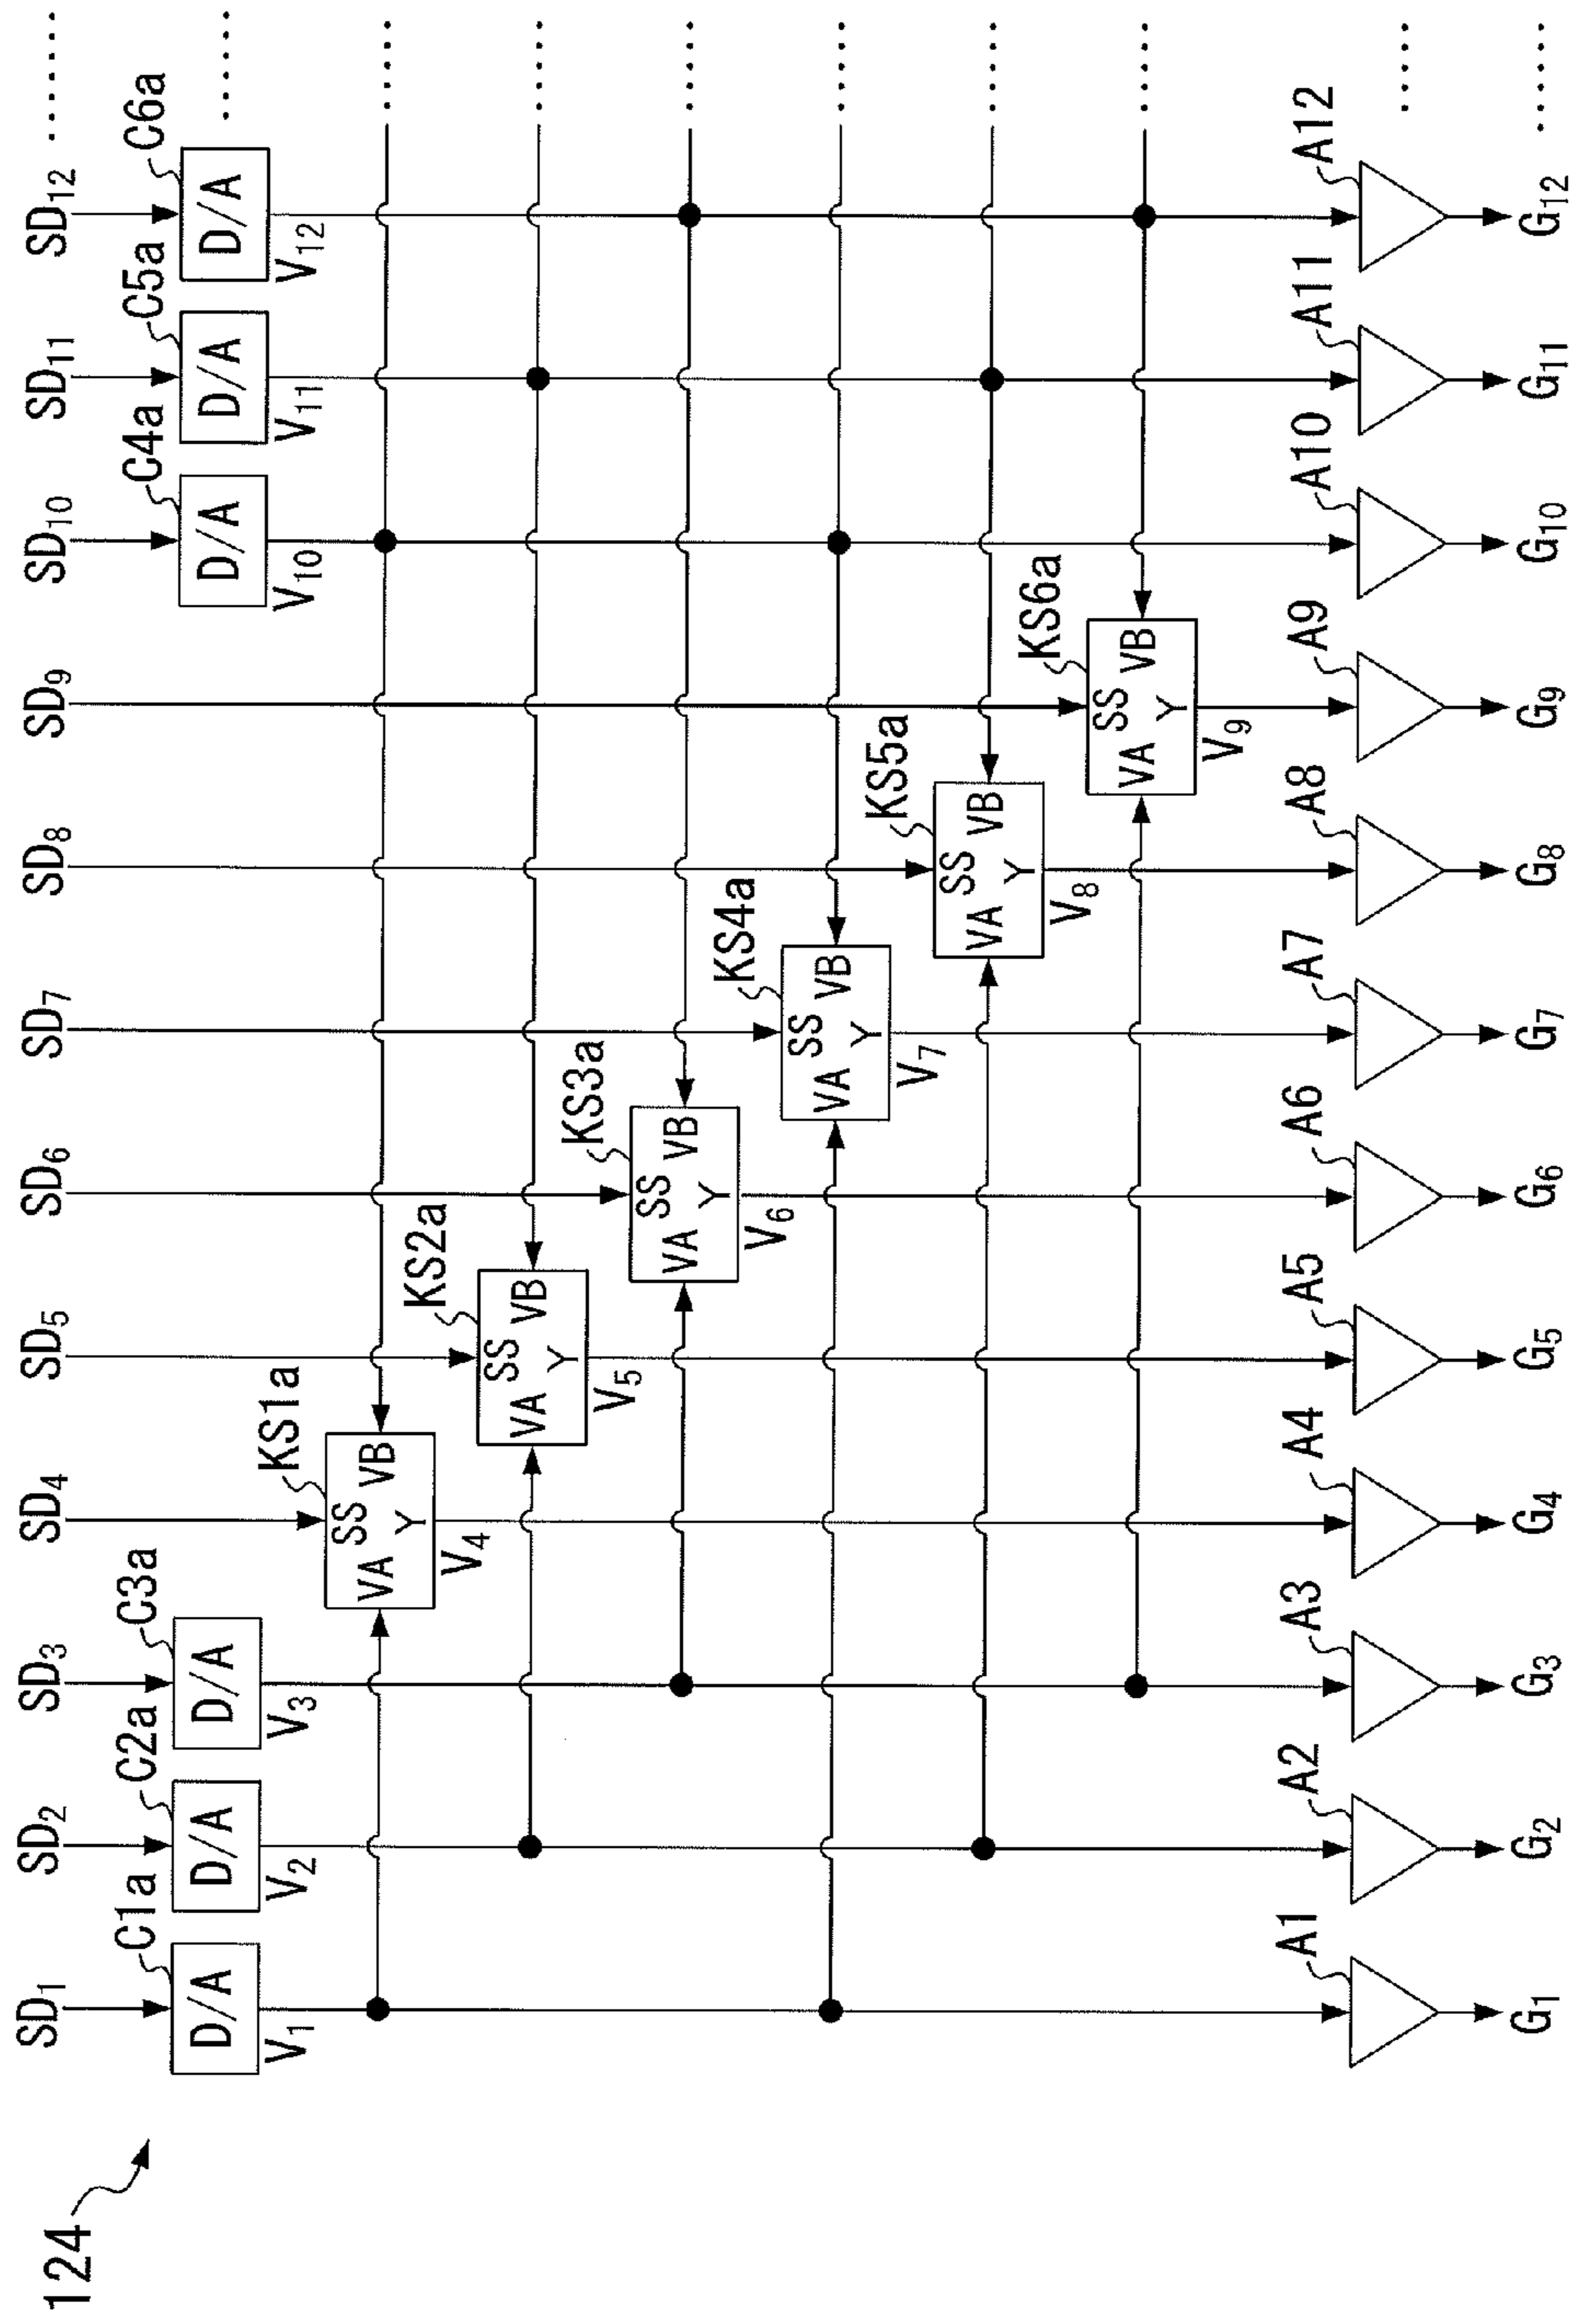 124
SD1 SD2 SD3 SD4 SD5 SD6 SD7 SD8 SD9 SD10 SD11 SD12 ......
C1a C2a C3a C4a C5a C6a
D/A D/A D/A D/A D/A D/A ......
V1 V2 V3 V10 V11 V12
KS1a
VA SS VB
Y
V4
KS2a
VA SS VB
Y
V5
KS3a
VA SS VB
Y
V6
KS4a
VA SS VB
Y
V7
KS5a
VA SS VB
Y
V8
KS6a
VA SS VB
Y
V9
A1 A2 A3 A4 A5 A6 A7 A8 A9 A10 A11 A12
G1 G2 G3 G4 G5 G6 G7 G8 G9 G10 G11 G12 ......